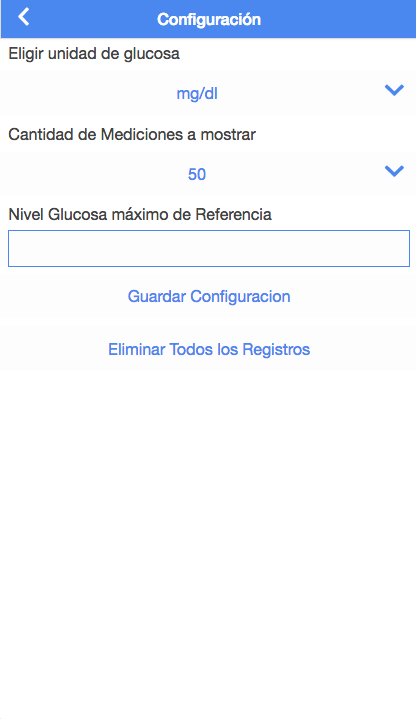 Configuración
Eligir unidad de glucosa
mg/dl
Cantidad de Mediciones a mostrar
50
Nivel Glucosa máximo de Referencia
Guardar Configuracion
Eliminar Todos los Registros